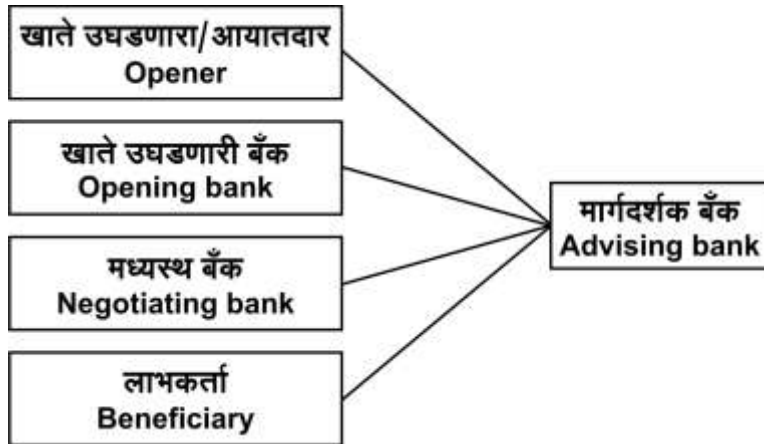 खाते उघडणारा/आयातदार
Opener
खाते उघडणारी बँक
Opening bank
मध्यस्थ बँक
Negotiating bank
लाभकर्ता
Beneficiary
मार्गदर्शक बँक
Advising bank